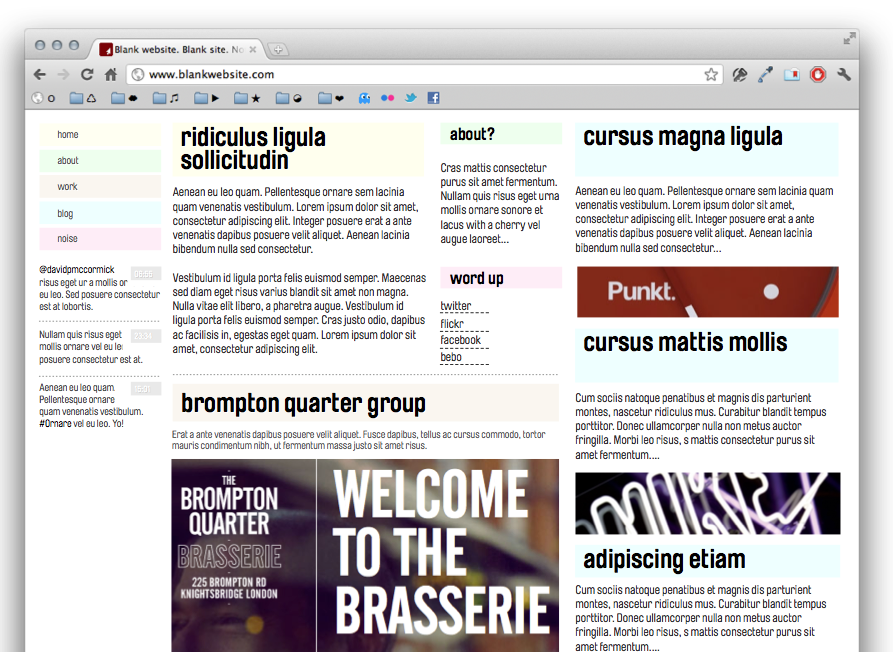 Blank website. Blank site. No
www.blankwebsite.com
home
about
work
blog
noise
@davidpmccormick
risus eget ur a mollis or
eu leo. Sed posuere consectetur
est at lobortis.
Nullam quis risus eget
mollis ornare vel eu le
posuere consectetur est at.
23:34
Aenean eu leo quam.
Pellentesque ornare
quam venenatis vestibulum.
#Ornare vel eu leo. Yo!
ridiculus ligula
sollicitudin
Aenean eu leo quam. Pellentesque ornare sem lacinia
quam venenatis vestibulum. Lorem ipsum dolor sit amet,
consectetur adipiscing elit. Integer posuere erat a ante
venenatis dapibus posuere velit aliquet. Aenean lacinia
bibendum nulla sed consectetur.
Vestibulum id ligula porta felis euismod semper. Maecenas
sed diam eget risus varius blandit sit amet non magna.
Nulla vitae elit libero, a pharetra augue. Vestibulum id
ligula porta felis euismod semper. Cras justo odio, dapibus
ac facilisis in, egestas eget quam. Lorem ipsum dolor sit
amet, consectetur adipiscing elit.
about?
Cras mattis consectetur
purus sit amet fermentum.
Nullam quis risus eget urna
mollis ornare sonore et
lacus with a cherry vel
augue laoreet...
word up
twitter
flickr
facebook
bebo
brompton quarter group
Erat a ante venenatis dapibus posuere velit aliquet. Fusce dapibus, tellus ac cursus commodo, tortor
mauris condimentum nibh, ut fermentum massa justo sit amet risus.
THE
BROMPTON
QUARTER
BRASSERIE
225 BROMPTON RD
KNIGHTSBRIDGE LONDON
WELCOME
TO THE
BRASSERIE
cursus magna ligula
Aenean eu leo quam. Pellentesque ornare sem lacinia quam
venenatis vestibulum. Lorem ipsum dolor sit amet,
consectetur adipiscing elit. Integer posuere erat a ante
venenatis dapibus posuere velit aliquet. Aenean lacinia
bibendum nulla sed consectetur...
Punkt.
cursus mattis mollis
Cum sociis natoque penatibus et magnis dis parturient
montes, nascetur ridiculus mus. Curabitur blandit tempus
porttitor. Donec ullamcorper nulla non metus auctor
fringilla. Morbi leo risus, s mattis consectetur purus sit
amet fermentum....
adipiscing etiam
Cum sociis natoque penatibus et magnis dis parturient
montes, nascetur ridiculus mus. Curabitur blandit tempus
porttitor. Donec ullamcorper nulla non metus auctor
fringilla. Morbi leo risus, s mattis consectetur purus sit
amet fermentum....